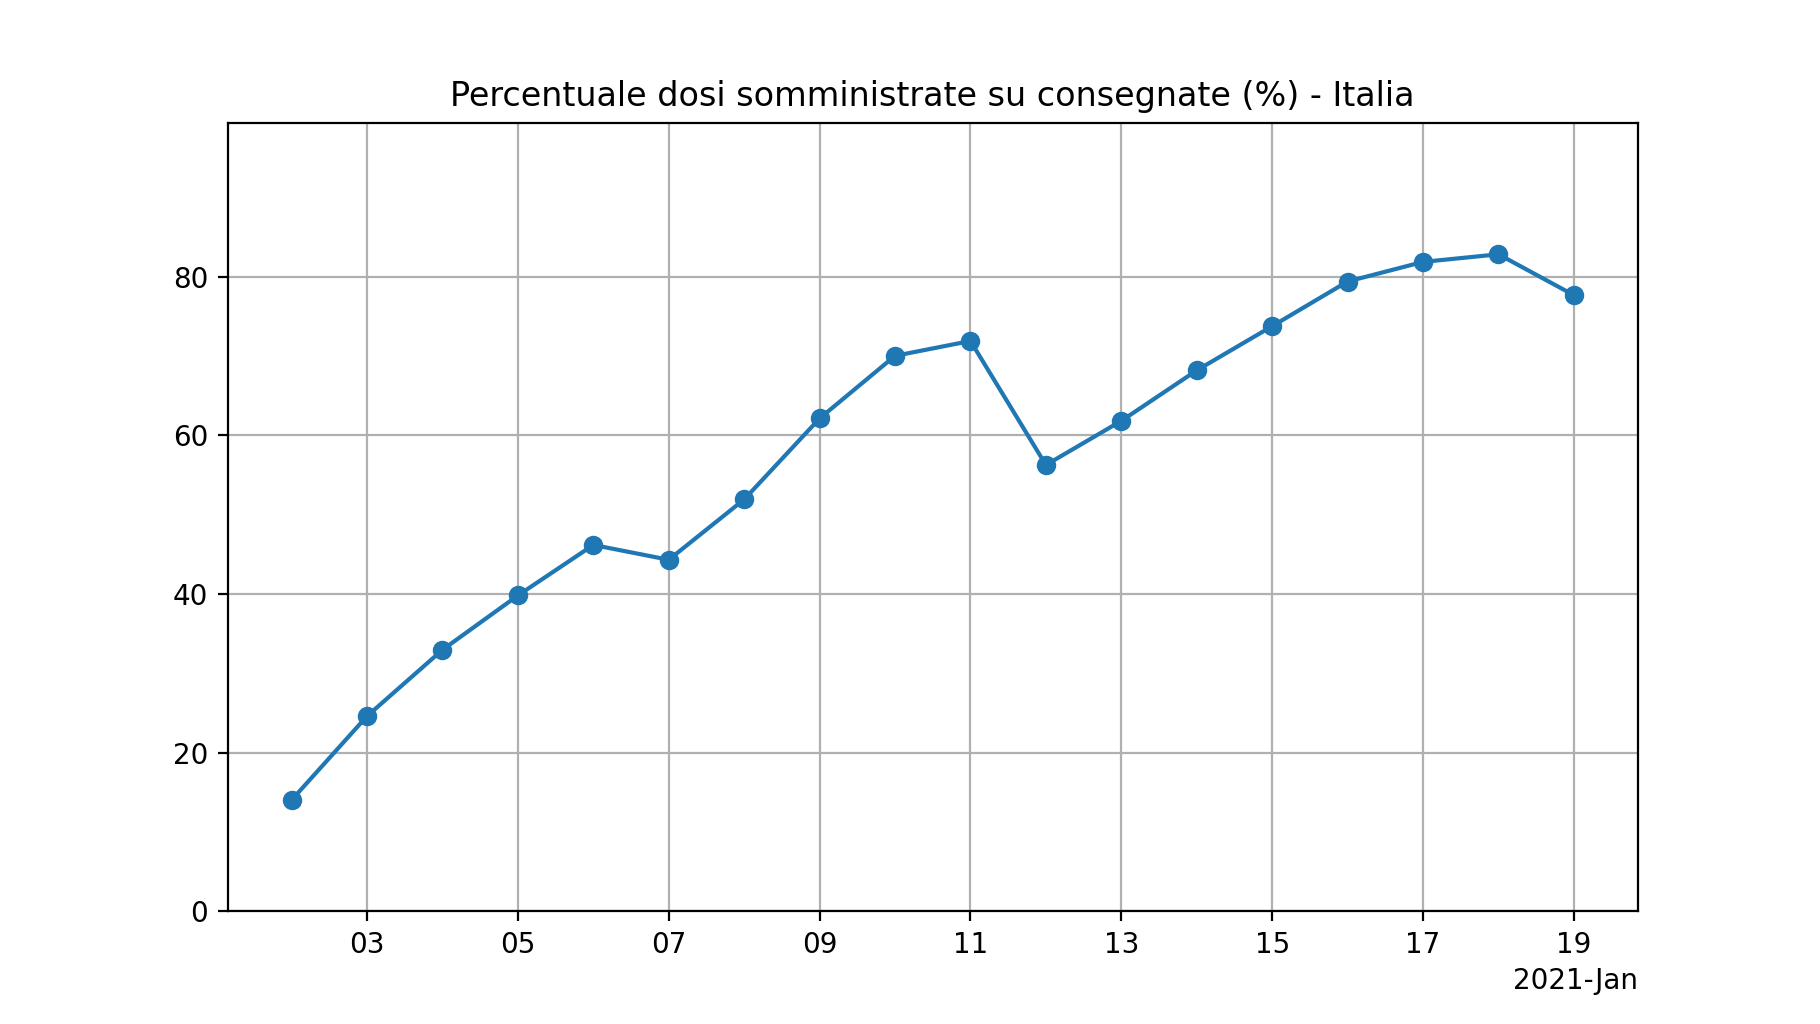 Percentuale dosi somministrate su consegnate (%) - Italia
80
60
40
20
0
03 05 07 09 11 13 15 17 19
2021-Jan